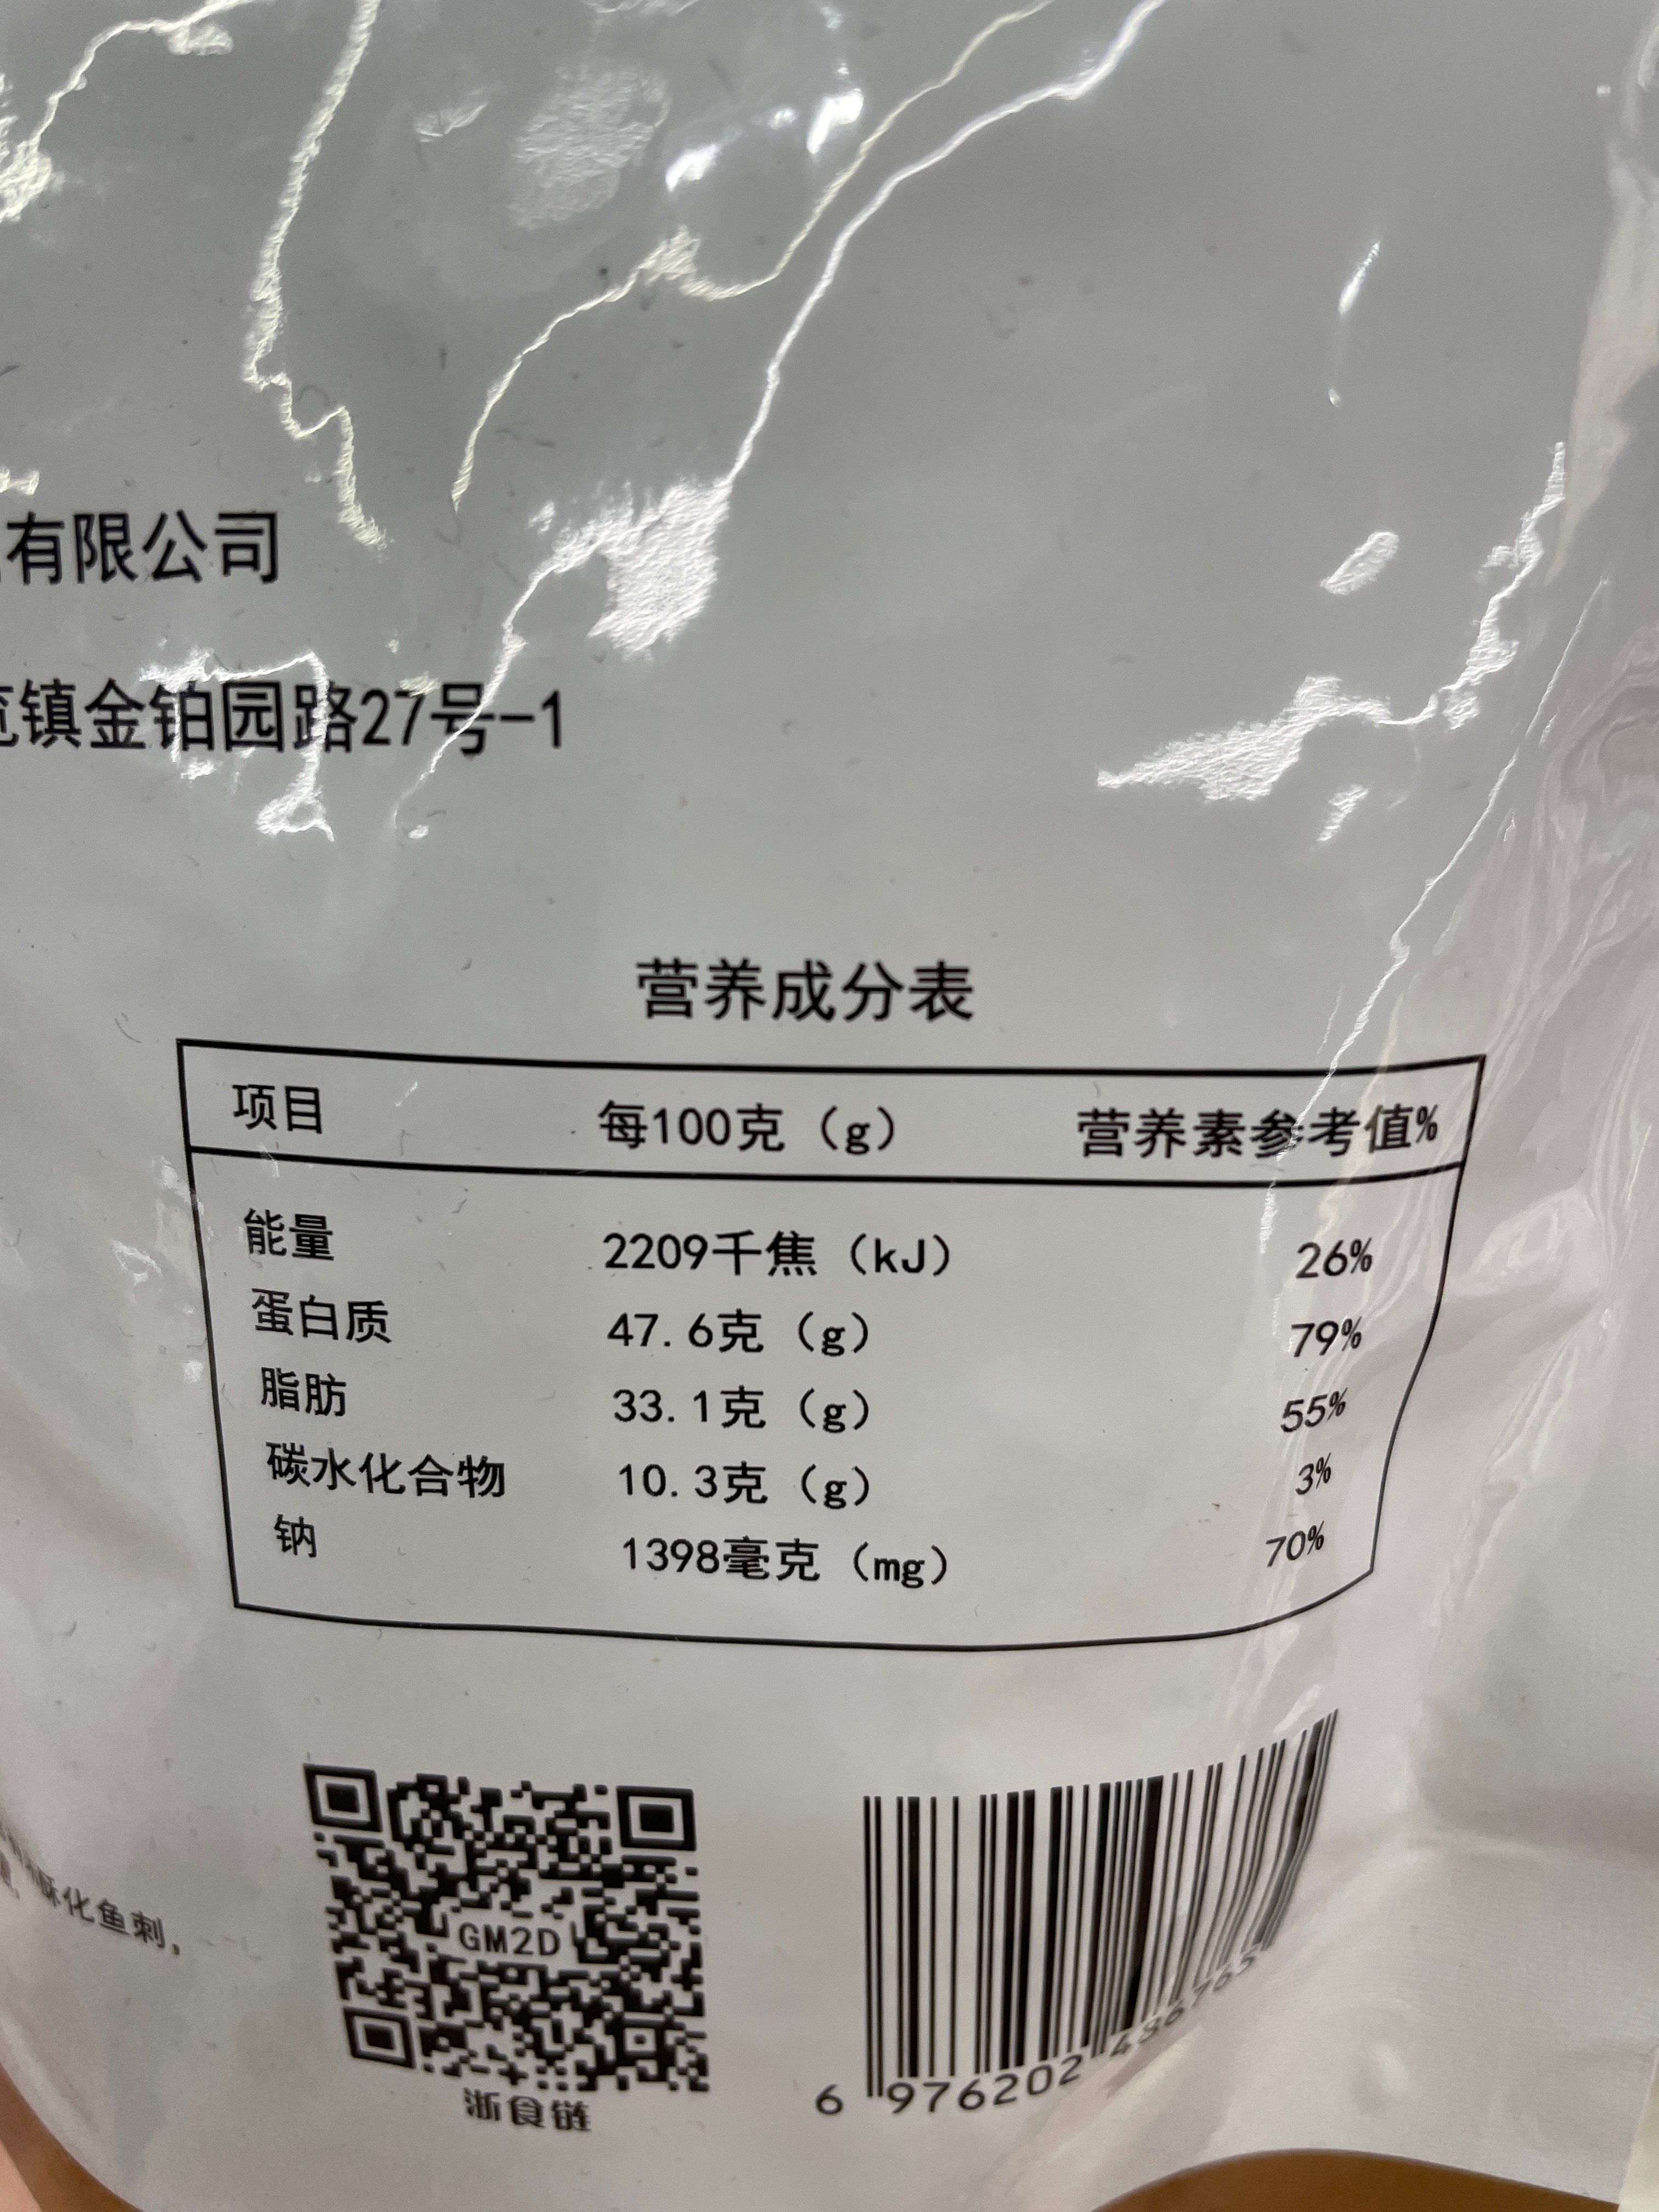 有限公司
镇金铂园路27号-1
营养成分表
项目 每100克（g） 营养素参考值%
能量 2209千焦（kJ） 26%
蛋白质 47.6克（g） 79%
脂肪 33.1克（g） 55%
碳水化合物 10.3克（g） 3%
钠 1398毫克（mg） 70%
酥化鱼刺，
GM2D
浙食链
6 976202 486763